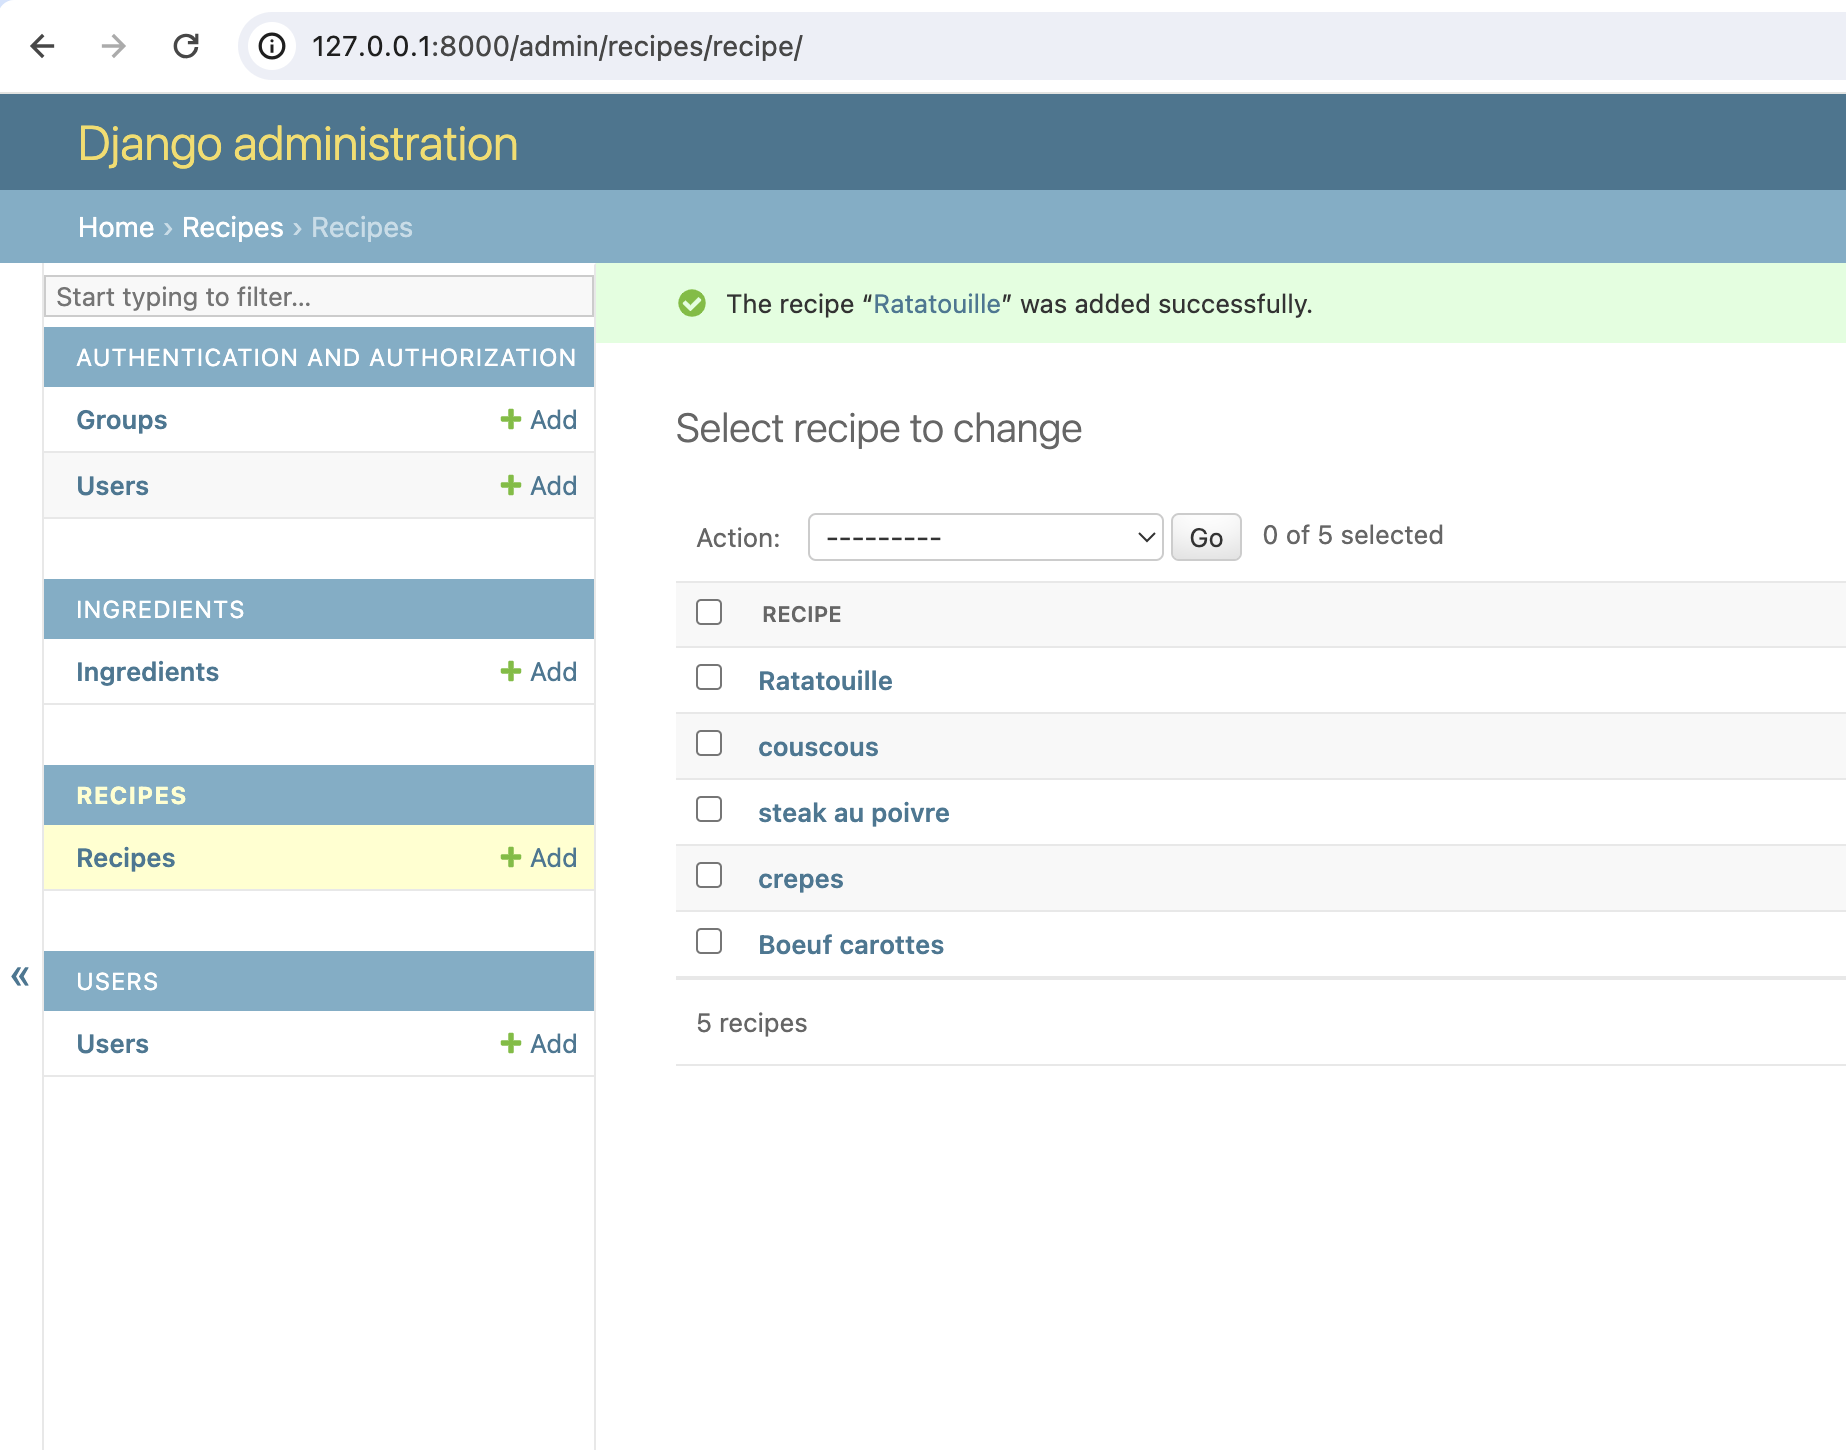 127.0.0.1:8000/admin/recipes/recipe/
Django administration
Home › Recipes › Recipes
Start typing to filter...
AUTHENTICATION AND AUTHORIZATION
Groups + Add
Users + Add
INGREDIENTS
Ingredients + Add
RECIPES
Recipes + Add
USERS
Users + Add
«
The recipe “Ratatouille” was added successfully.
Select recipe to change
Action: --------- Go 0 of 5 selected
RECIPE
Ratatouille
couscous
steak au poivre
crepes
Boeuf carottes
5 recipes